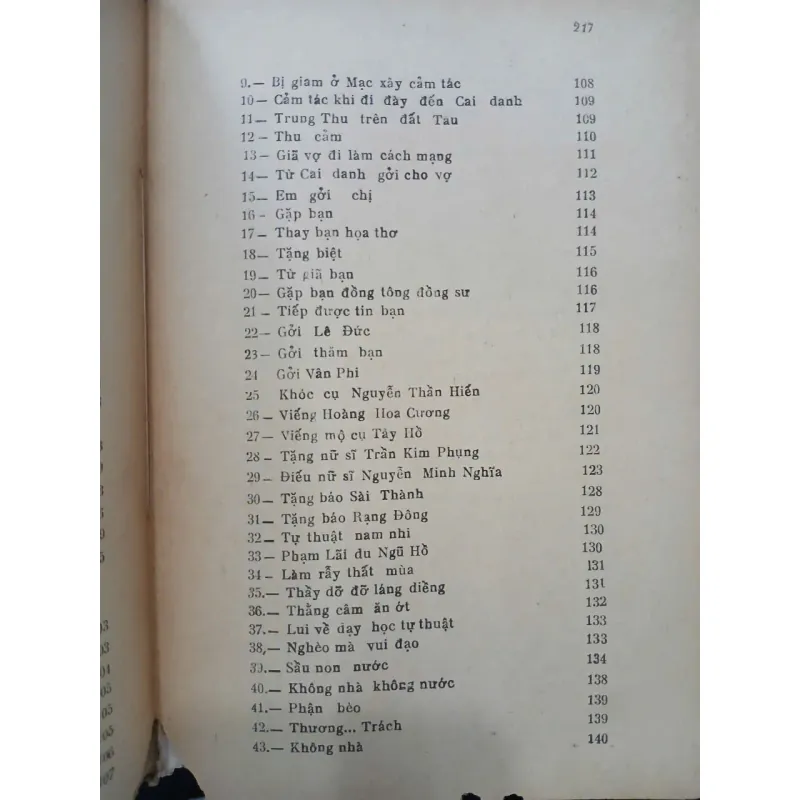 217
9.— Bị giam ở Mạc xây cảm tác 108
10— Cảm tác khi đi đày đến Cai danh 109
11— Trung Thu trên đất Tau 109
12 — Thu cảm 110
13— Giã vợ đi làm cách mạng 111
14— Từ Cai danh gởi cho vợ 112
15— Em gởi chị 113
16 - Gặp bạn 114
17— Thay bạn họa thơ 114
18— Tặng biệt 115
19— Từ giã bạn 116
20— Gặp bạn đồng tông đồng sư 116
21 — Tiếp được tin bạn 117
22— Gởi Lê Đức 118
23— Gởi thăm bạn 118
24 Gởi Vân Phi 119
25 Khóc cụ Nguyễn Thần Hiến 120
26 — Viếng Hoàng Hoa Cương 120
27— Viếng mộ cụ Tây Hồ 121
28 — Tặng nữ sĩ Trần Kim Phụng 122
29 — Điếu nữ sĩ Nguyễn Minh Nghĩa 123
30— Tặng báo Sài Thành 128
31— Tặng báo Rạng Đông 129
32— Tự thuật nam nhi 130
33— Phạm Lãi du Ngũ Hồ 130
34— Làm rẫy thất mùa 131
35.— Thầy dỡ đỡ láng diềng 131
36.— Thằng câm ăn ớt 132
37.— Lui về dạy học tự thuật 133
38,— Nghèo mà vui đạo 133
39.— Sầu non nước 134
40.— Không nhà không nước 138
41.— Phận bèo 139
42.— Thương... Trách 139
43.— Không nhà 140